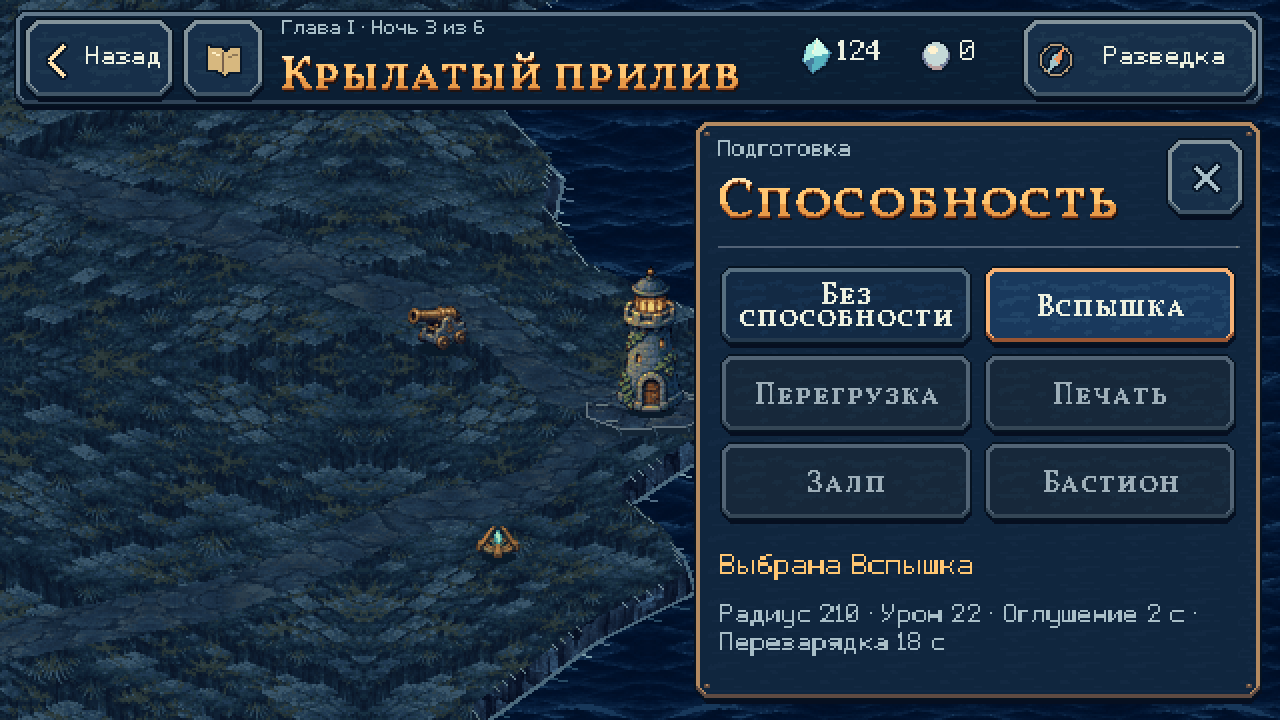 Назад
Глава I · Ночь 3 из 6
Крылатый прилив
124
0
Разведка
Подготовка
Способность
Без
способности
Вспышка
Перегрузка
Печать
Залп
Бастион
Выбрана Вспышка
Радиус 210 · Урон 22 · Оглушение 2 с ·
Перезарядка 18 с